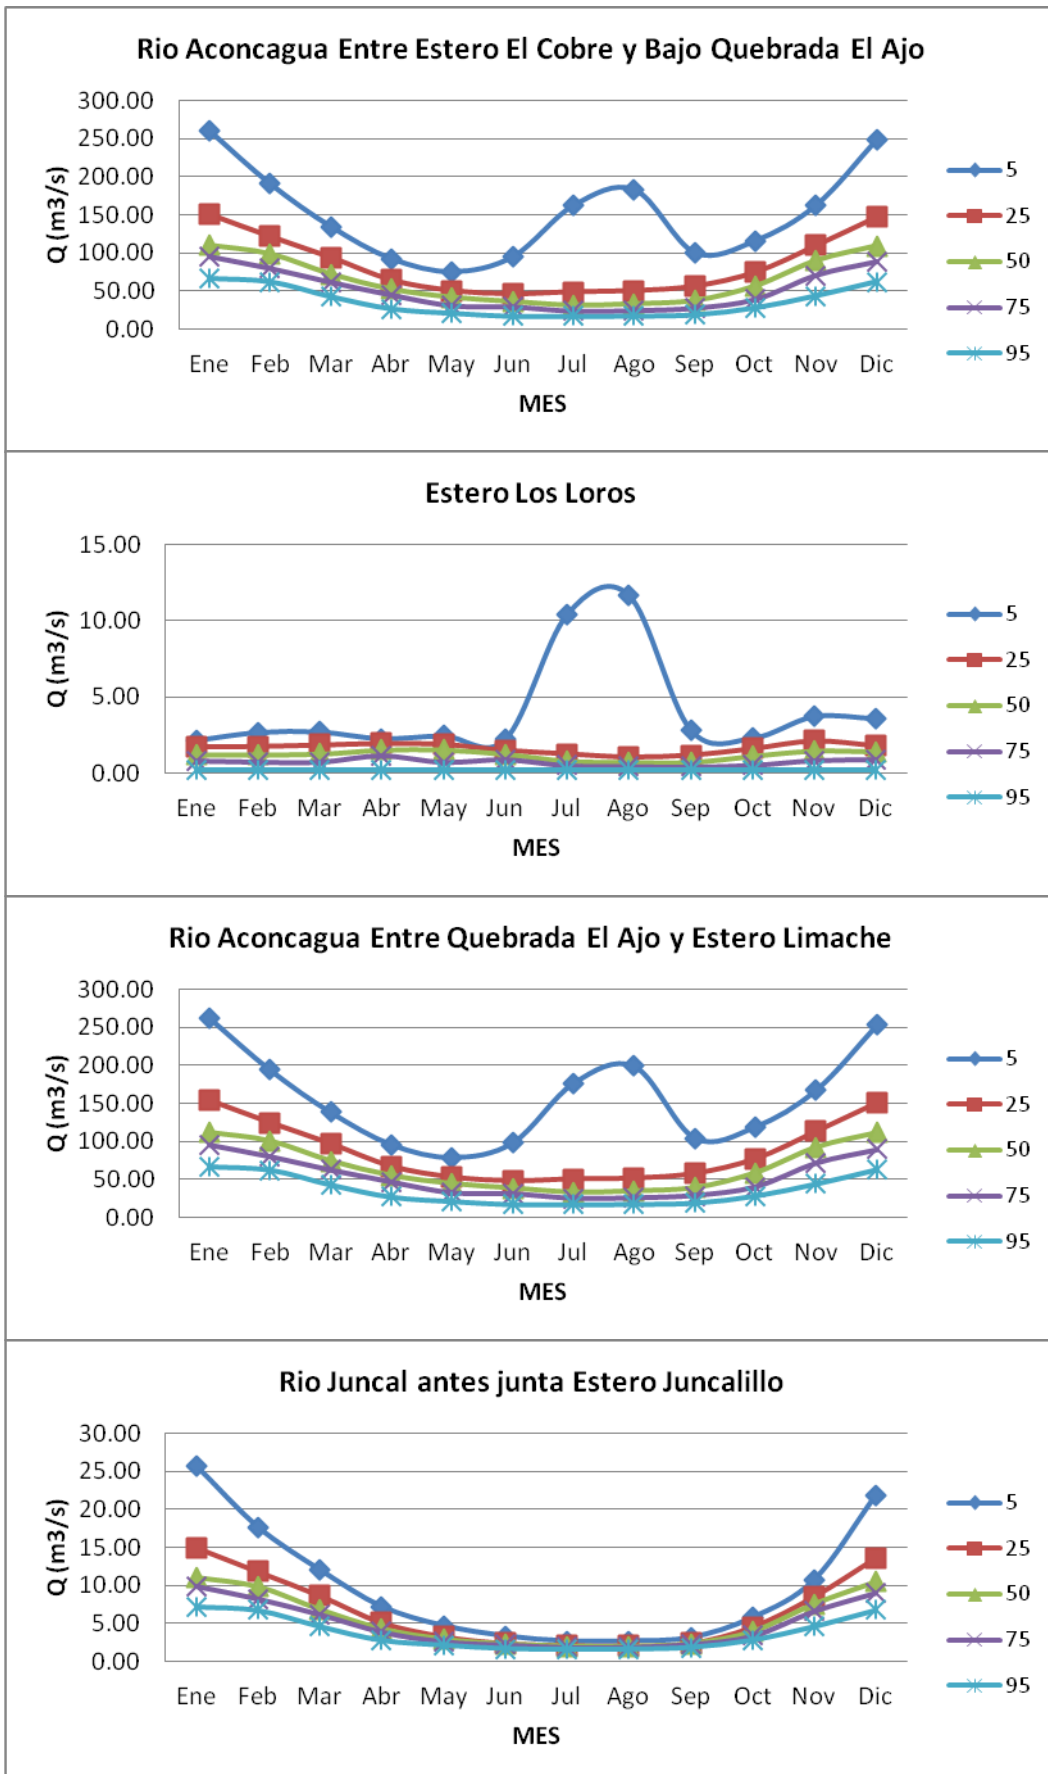 Rio Aconcagua Entre Estero El Cobre y Bajo Quebrada El Ajo
300.00
250.00
200.00
150.00
100.00
50.00
0.00
Q (m3/s)
Ene Feb Mar Abr May Jun Jul Ago Sep Oct Nov Dic
MES
5
25
50
75
95
Estero Los Loros
15.00
10.00
5.00
0.00
Q (m3/s)
Ene Feb Mar Abr May Jun Jul Ago Sep Oct Nov Dic
MES
5
25
50
75
95
Rio Aconcagua Entre Quebrada El Ajo y Estero Limache
300.00
250.00
200.00
150.00
100.00
50.00
0.00
Q (m3/s)
Ene Feb Mar Abr May Jun Jul Ago Sep Oct Nov Dic
MES
5
25
50
75
95
Rio Juncal antes junta Estero Juncalillo
30.00
25.00
20.00
15.00
10.00
5.00
0.00
Q (m3/s)
Ene Feb Mar Abr May Jun Jul Ago Sep Oct Nov Dic
MES
5
25
50
75
95